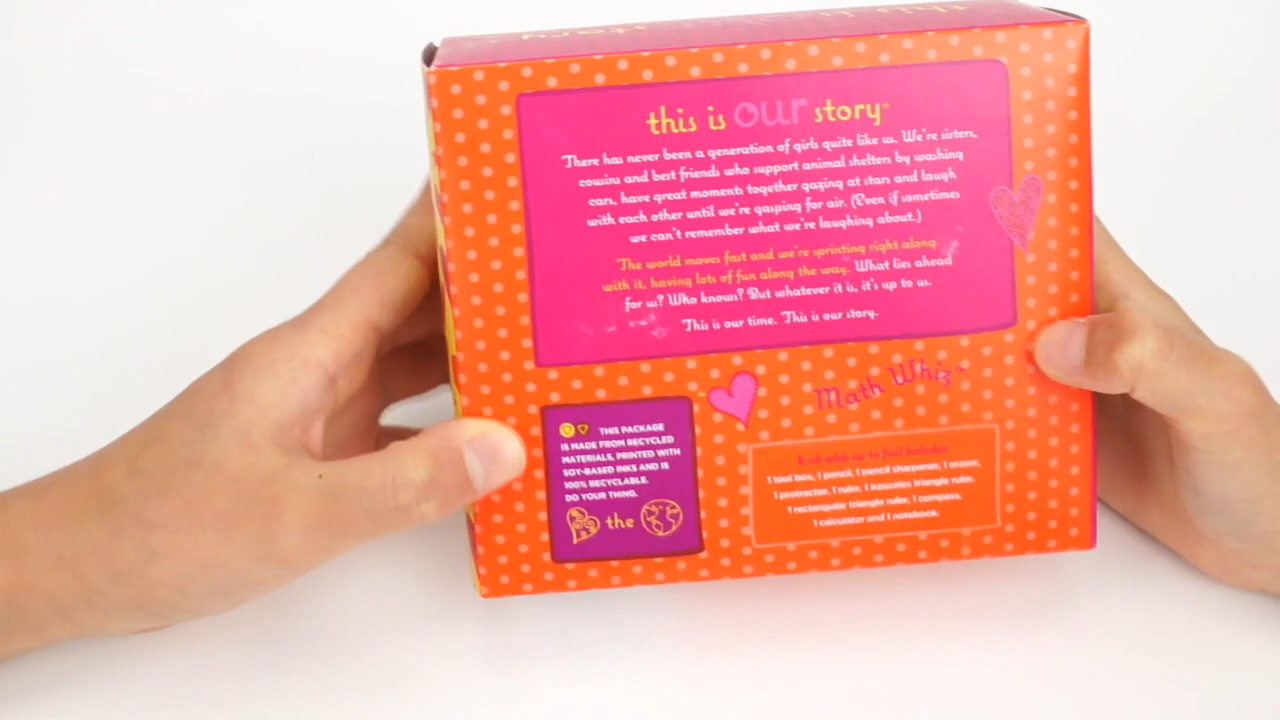 this is our story
this is our story™
There has never been a generation of girls quite like us. We're sisters,
cousins and best friends who support animal shelters by washing
cars, have great moments together gazing at stars and laugh
with each other until we're gasping for air. (Even if sometimes
we can't remember what we're laughing about.)
The world moves fast and we're sprinting right along
with it, having lots of fun along the way. What lies ahead
for us? Who knows? But whatever it is, it's up to us.
This is our time. This is our story.
Math Whiz™
THIS PACKAGE
IS MADE FROM RECYCLED
MATERIALS, PRINTED WITH
SOY-BASED INKS AND IS
100% RECYCLABLE.
DO YOUR THING.
the
It all adds up to fun! Includes:
1 tool box, 1 pencil, 1 pencil sharpener, 1 eraser,
1 protractor, 1 ruler, 1 isosceles triangle ruler,
1 rectangular triangle ruler, 1 compass,
1 calculator and 1 notebook.